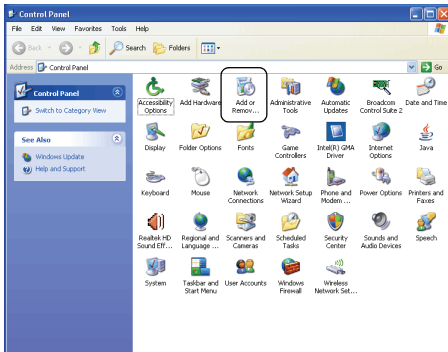 Control Panel
File Edit View Favorites Tools Help
Back Search Folders
Address Control Panel Go
Control Panel
Switch to Category View
See Also
Windows Update
Help and Support
Accessibility Options
Add Hardware
Add or Remov...
Administrative Tools
Automatic Updates
Broadcom Control Suite 2
Date and Time
Display
Folder Options
Fonts
Game Controllers
Intel(R) GMA Driver
Internet Options
Java
Keyboard
Mouse
Network Connections
Network Setup Wizard
Phone and Modem ...
Power Options
Printers and Faxes
Realtek HD Sound Eff...
Regional and Language ...
Scanners and Cameras
Scheduled Tasks
Security Center
Sounds and Audio Devices
Speech
System
Taskbar and Start Menu
User Accounts
Windows Firewall
Wireless Network Set...